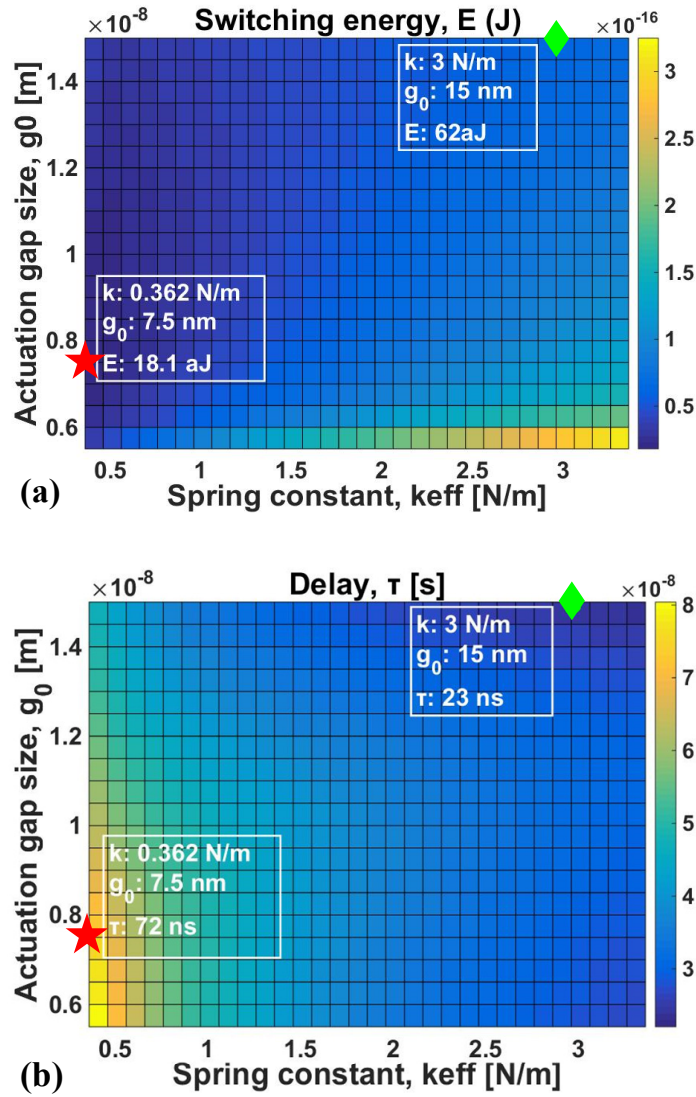 ×10⁻⁸
Switching energy, E (J)
×10⁻¹⁶
Actuation gap size, g0 [m]
1.4
1.2
1
0.8
0.6
k: 3 N/m
g₀: 15 nm
E: 62aJ
k: 0.362 N/m
g₀: 7.5 nm
E: 18.1 aJ
3
2.5
2
1.5
1
0.5
0.5 1 1.5 2 2.5 3
(a)
Spring constant, keff [N/m]
×10⁻⁸
Delay, τ [s]
×10⁻⁸
Actuation gap size, g₀ [m]
1.4
1.2
1
0.8
0.6
k: 3 N/m
g₀: 15 nm
τ: 23 ns
k: 0.362 N/m
g₀: 7.5 nm
τ: 72 ns
8
7
6
5
4
3
0.5 1 1.5 2 2.5 3
(b)
Spring constant, keff [N/m]